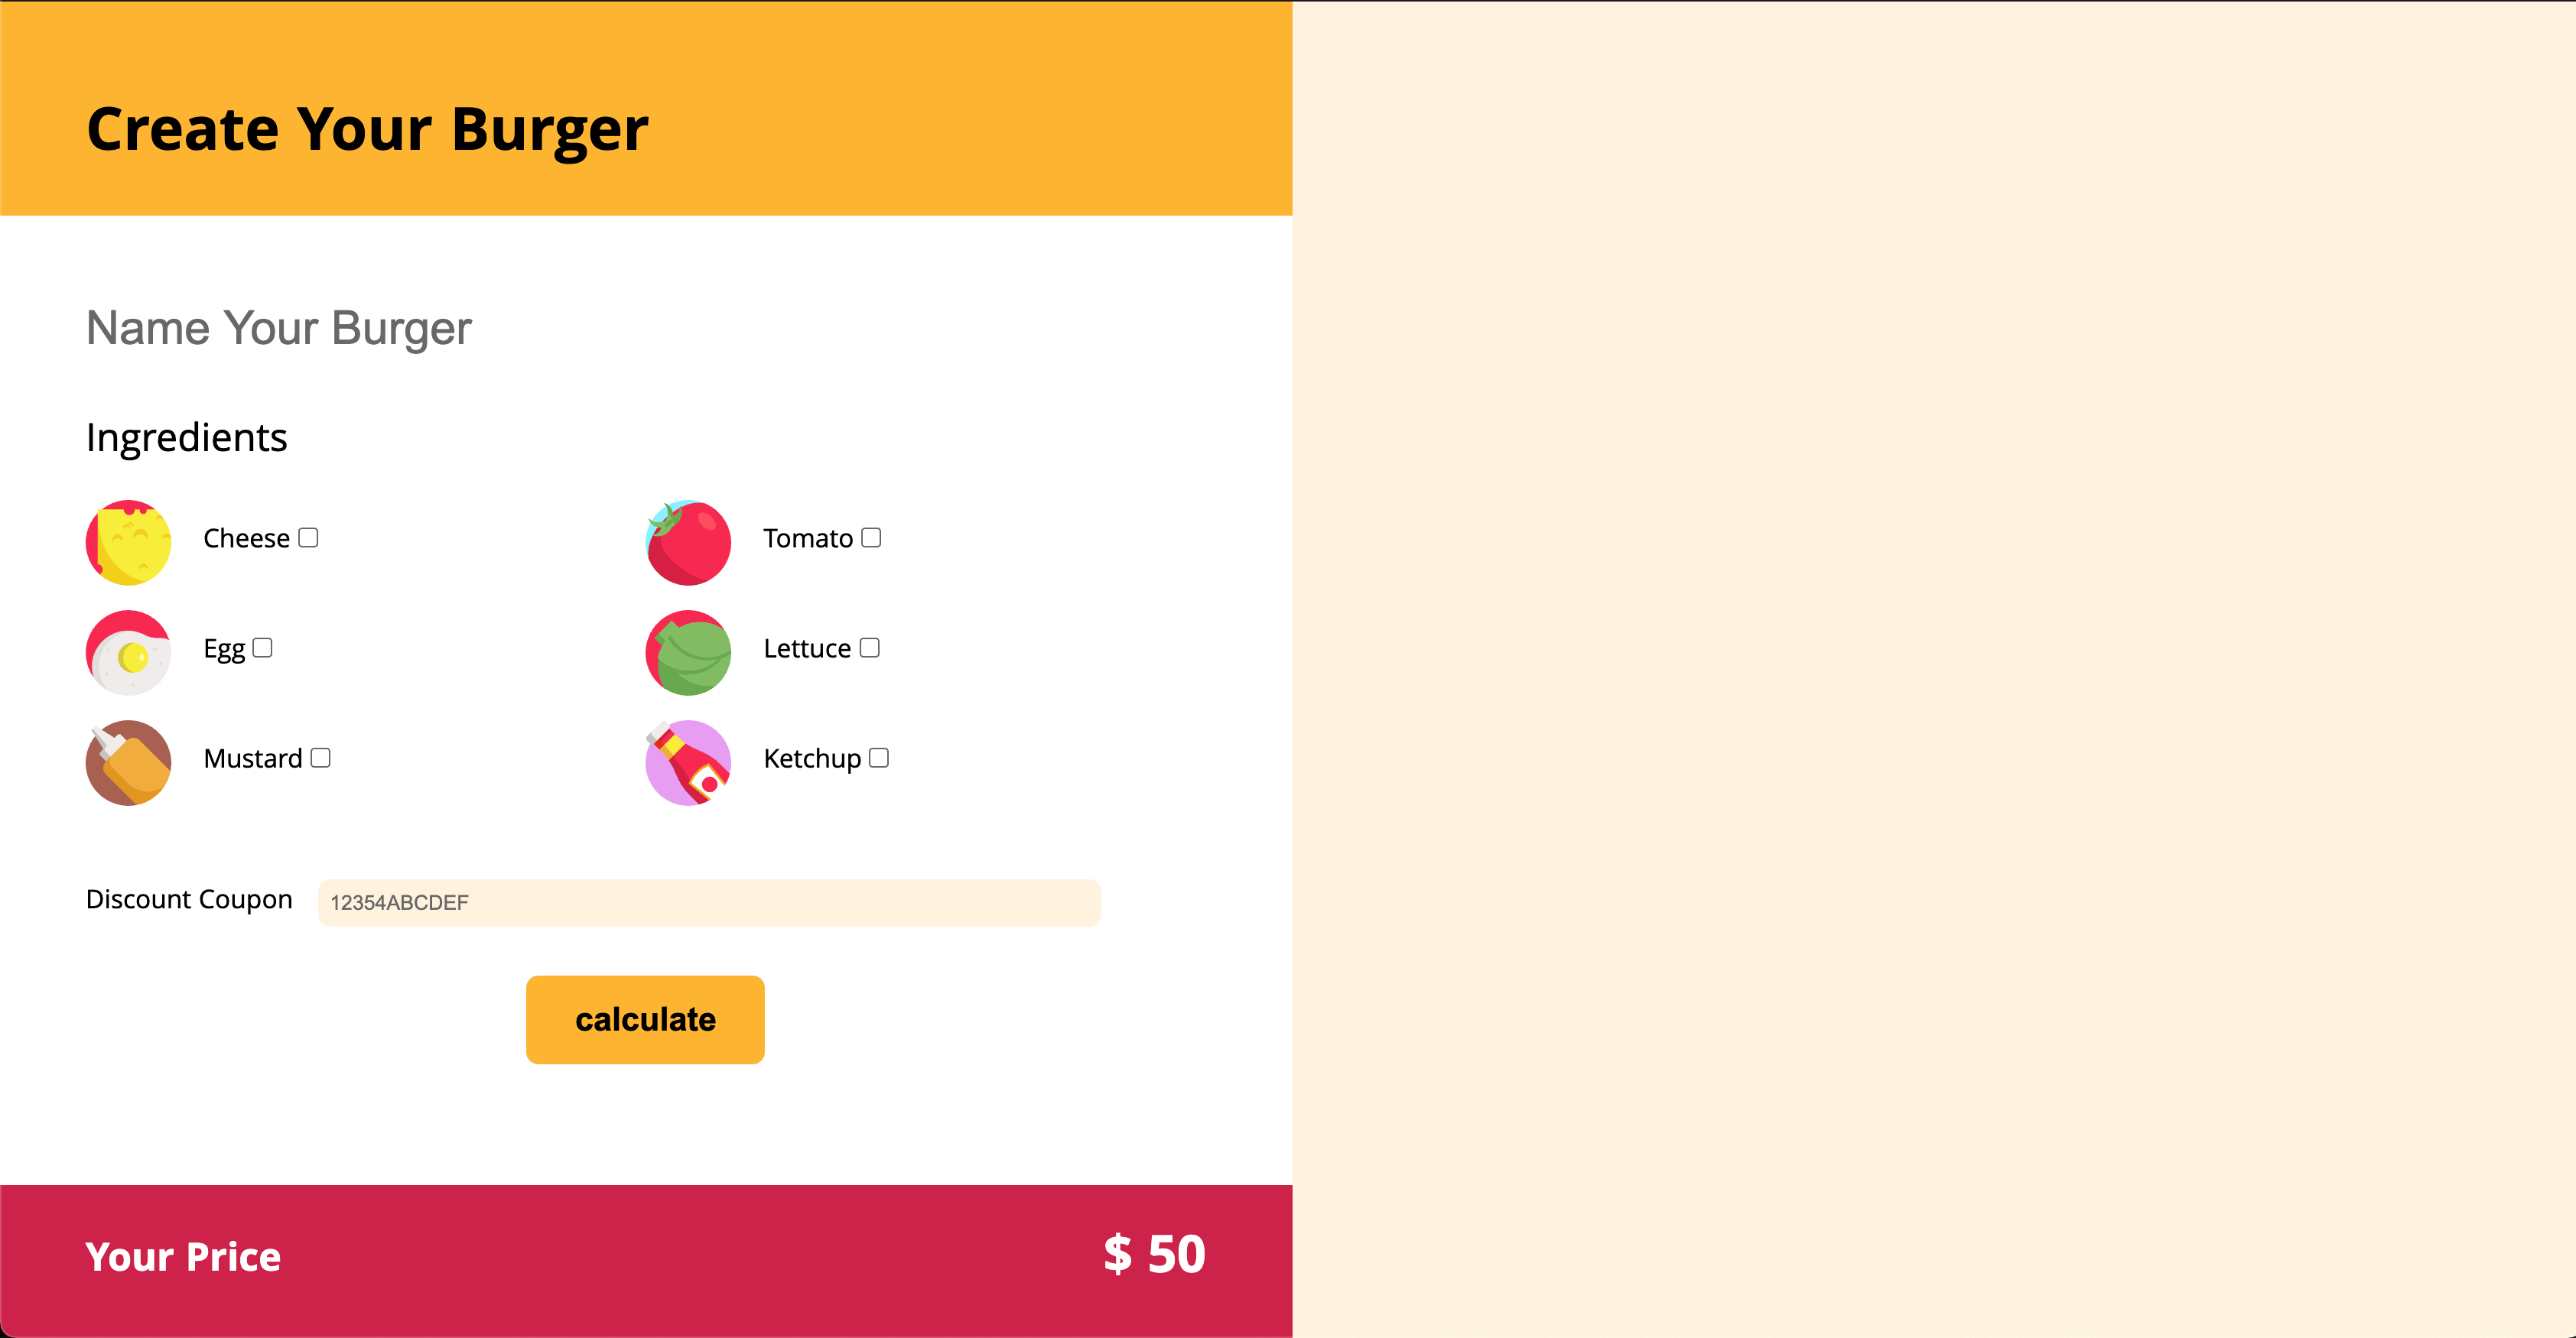 Create Your Burger
Name Your Burger
Ingredients
Cheese
Tomato
Egg
Lettuce
Mustard
Ketchup
Discount Coupon 12354ABCDEF
calculate
Your Price $ 50